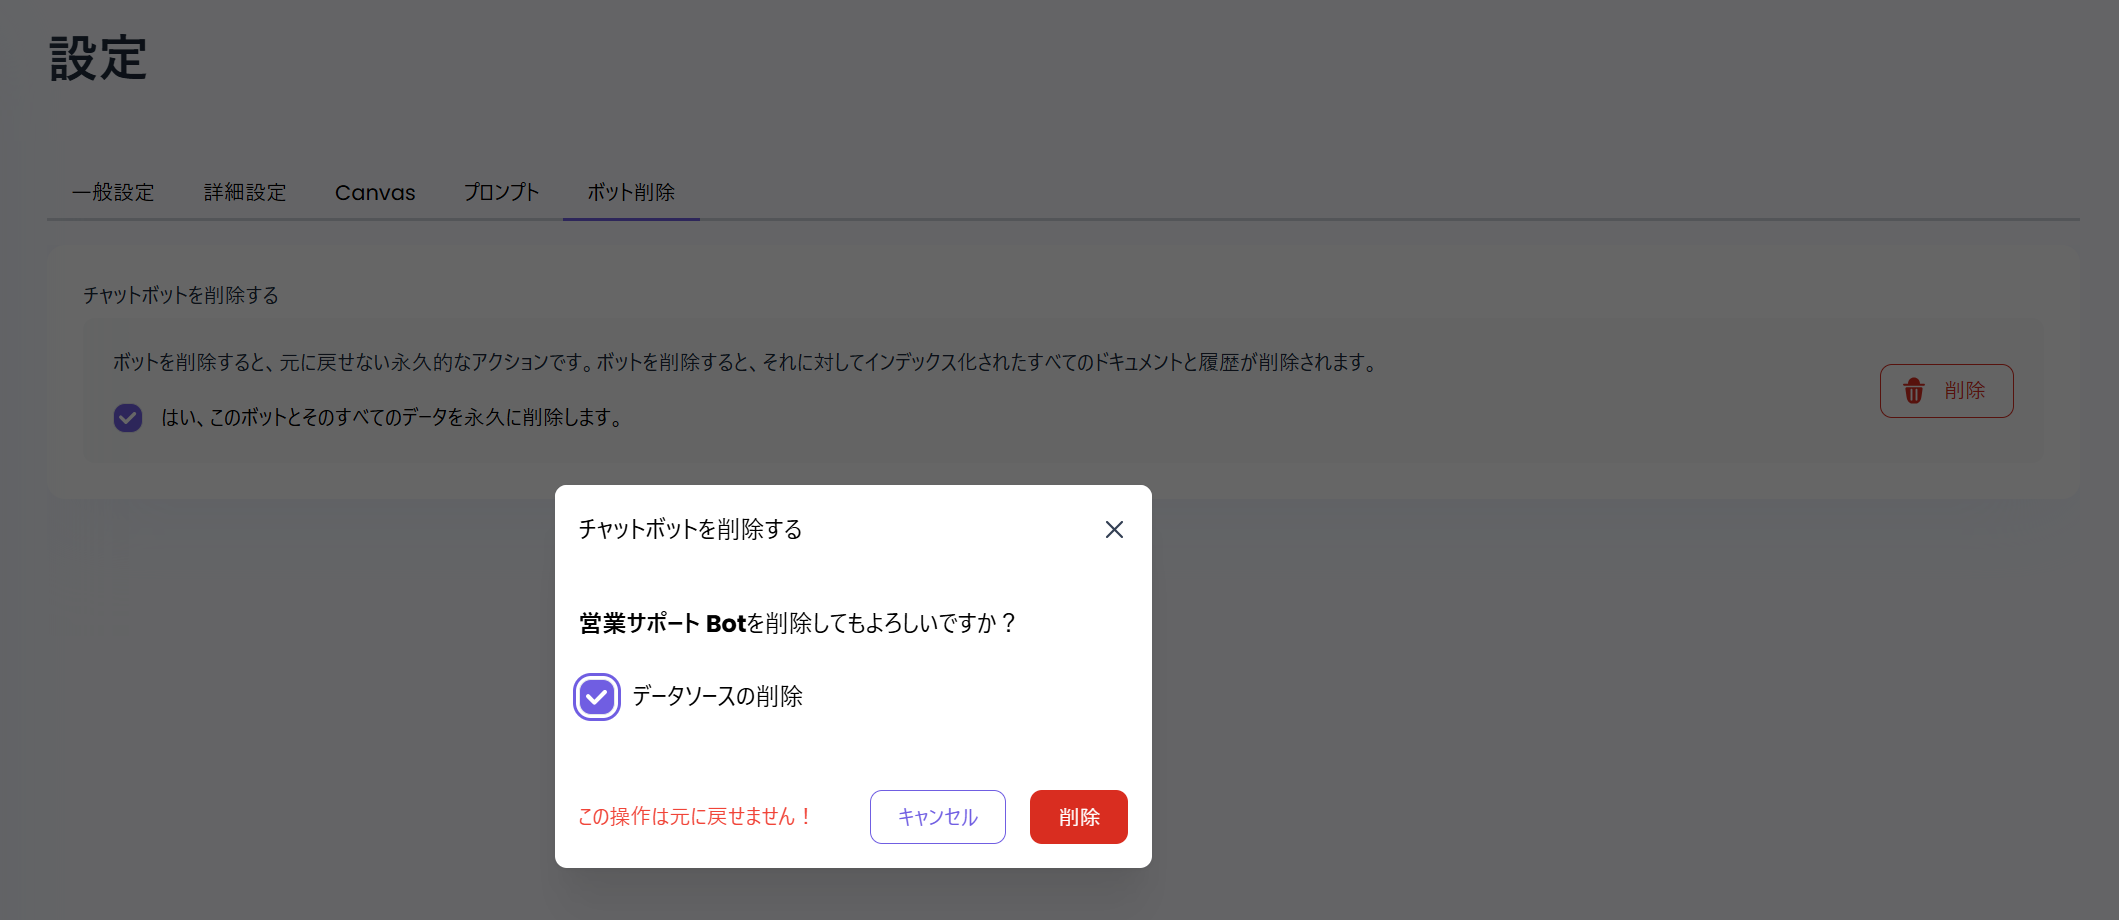 設定
一般設定 詳細設定 Canvas プロンプト ボット削除
チャットボットを削除する
ボットを削除すると、元に戻せない永久的なアクションです。ボットを削除すると、それに対してインデックス化されたすべてのドキュメントと履歴が削除されます。
削除
はい、このボットとそのすべてのデータを永久に削除します。
チャットボットを削除する
営業サポート Botを削除してもよろしいですか？
データソースの削除
この操作は元に戻せません！ キャンセル 削除